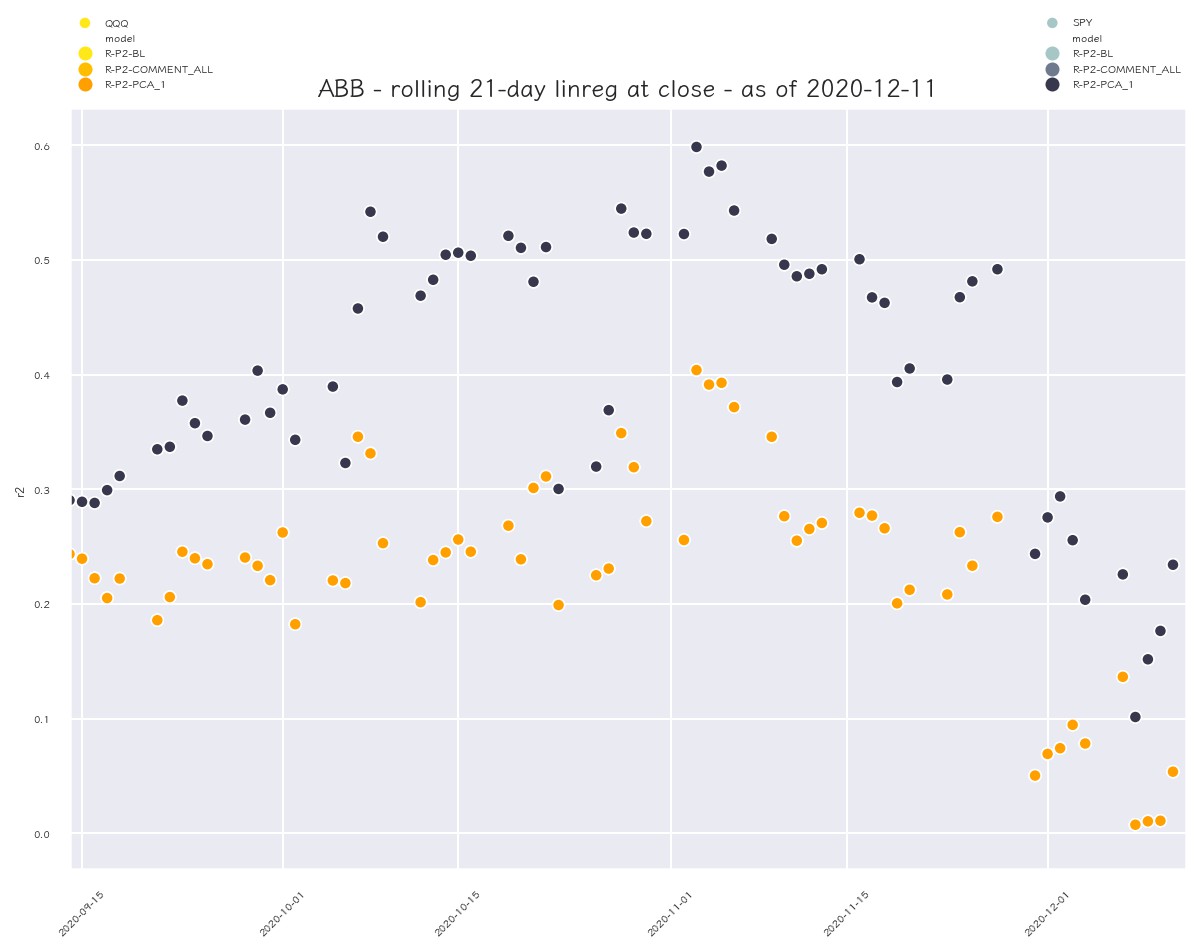 QQQ
model
R-P2-BL
R-P2-COMMENT_ALL
R-P2-PCA_1
SPY
model
R-P2-BL
R-P2-COMMENT_ALL
R-P2-PCA_1
ABB - rolling 21-day linreg at close - as of 2020-12-11
0.6
0.5
0.4
0.3
0.2
0.1
0.0
r2
2020-09-15
2020-10-01
2020-10-15
2020-11-01
2020-11-15
2020-12-01